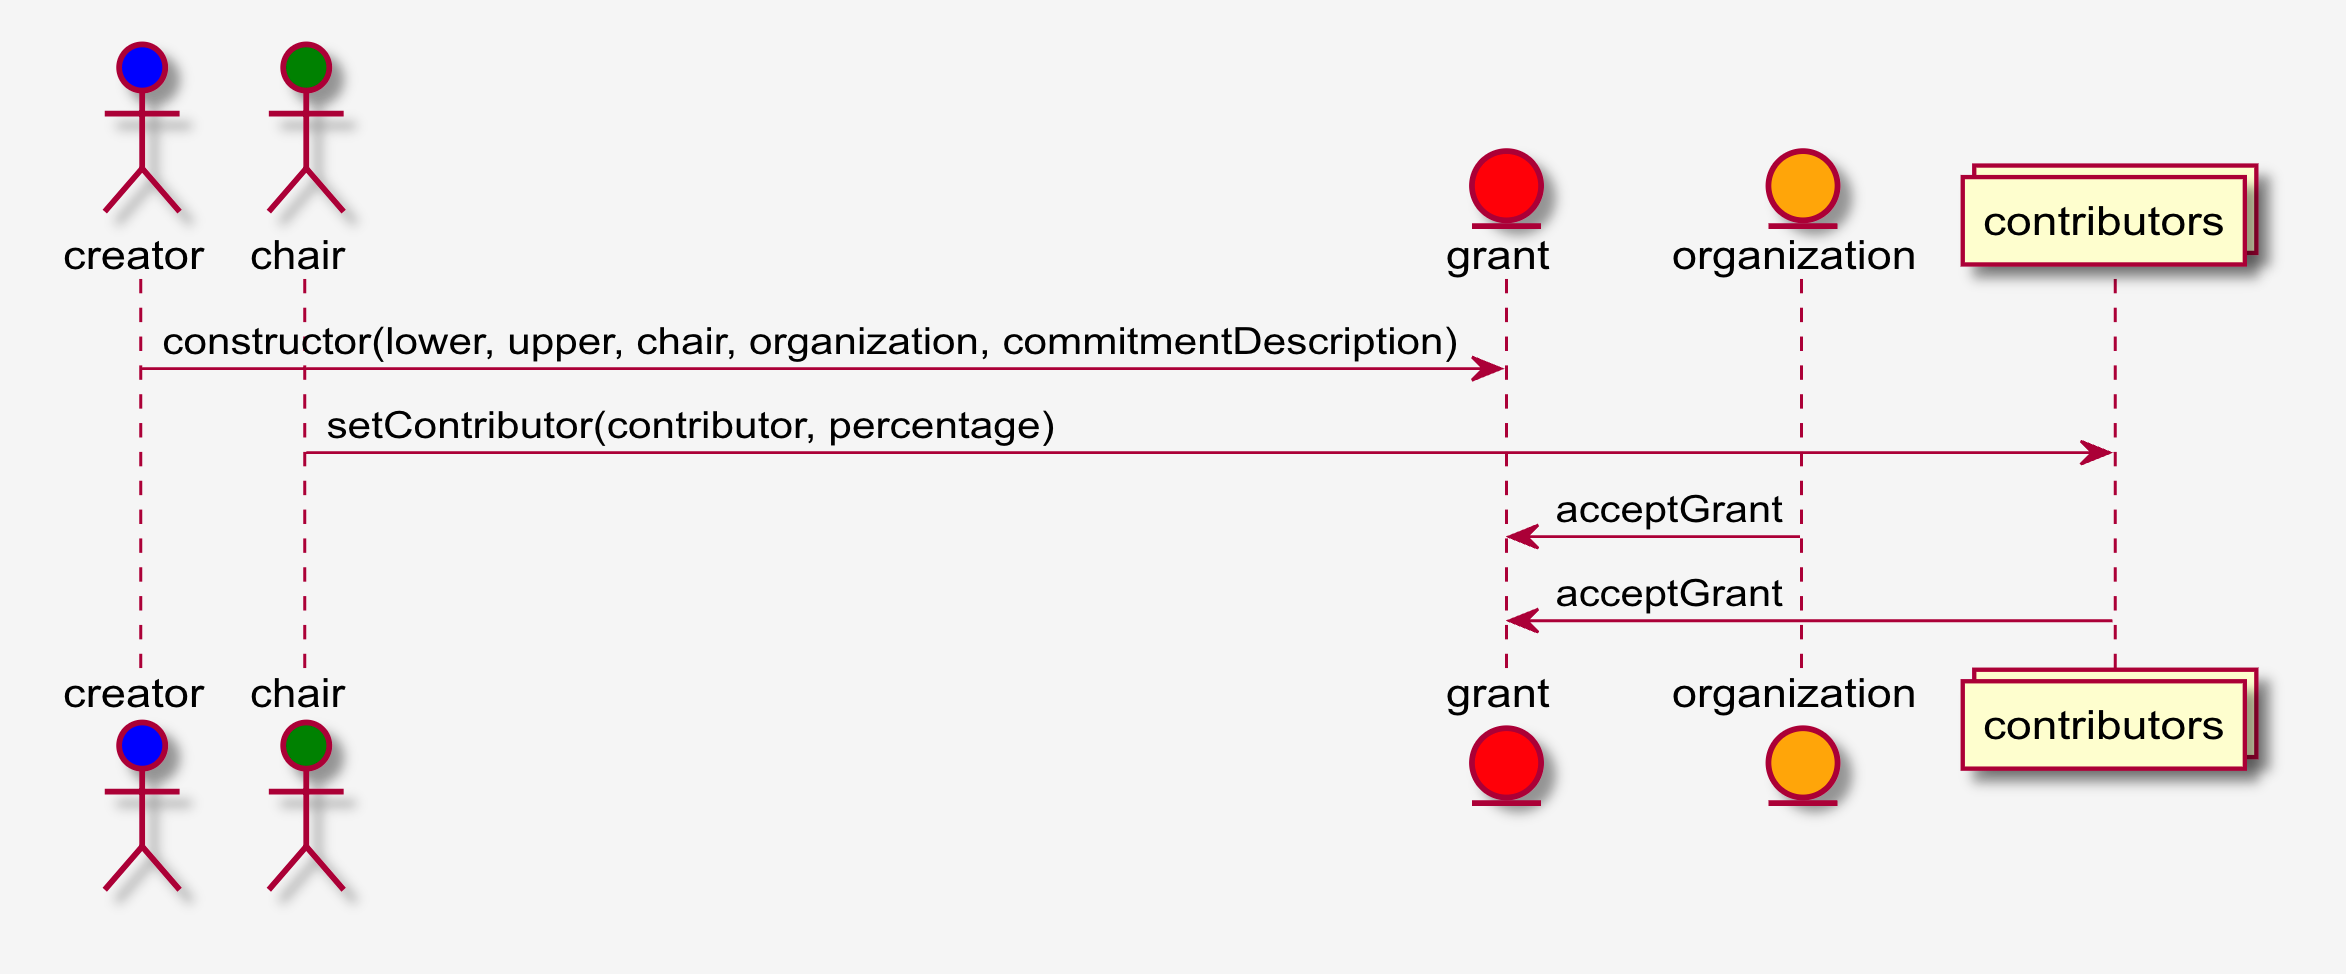 creator chair grant organization contributors
constructor(lower, upper, chair, organization, commitmentDescription)
setContributor(contributor, percentage)
acceptGrant
acceptGrant
creator chair grant organization contributors